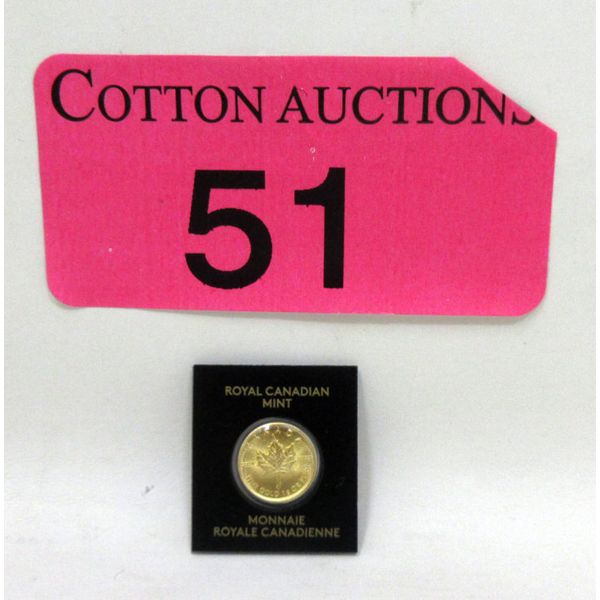 COTTON AUCTIONS
51
ROYAL CANADIAN
MINT
MONNAIE
ROYALE CANADIENNE